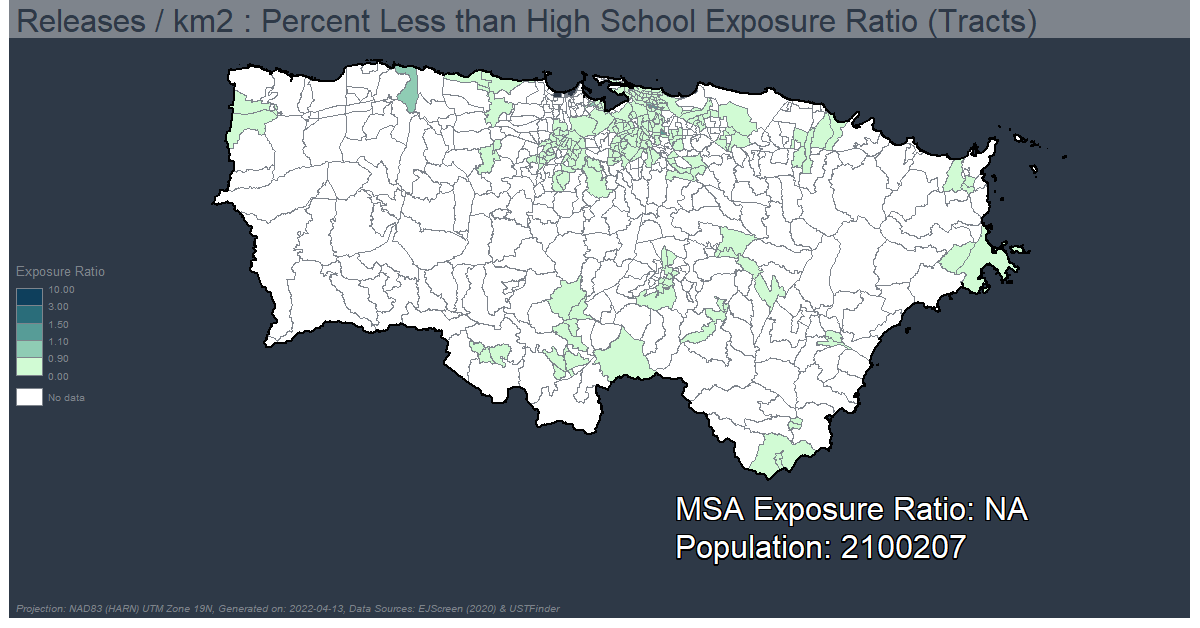 Releases / km2 : Percent Less than High School Exposure Ratio (Tracts)
Exposure Ratio
10.00
3.00
1.50
1.10
0.90
0.00
No data
MSA Exposure Ratio: NA
Population: 2100207
Projection: NAD83 (HARN) UTM Zone 19N, Generated on: 2022-04-13, Data Sources: EJScreen (2020) & USTFinder